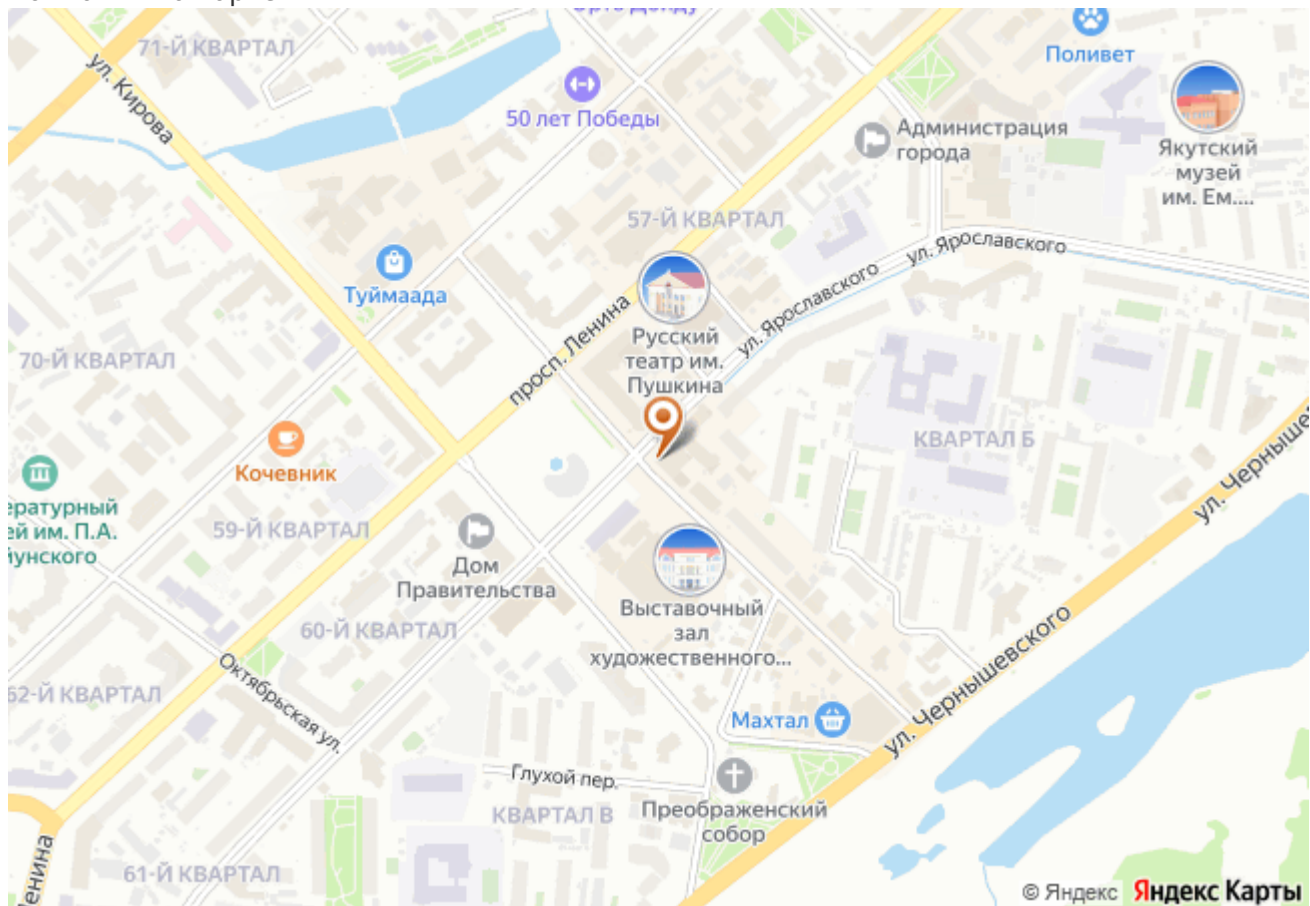 71-Й КВАРТАЛ
ул. Кирова
50 лет Победы
Поливет
Администрация
города
Якутский
музей
им. Ем....
57-Й КВАРТАЛ
ул. Ярославского
ул. Ярославского
Туймаада
просп. Ленина
Русский
театр им.
Пушкина
70-Й КВАРТАЛ
КВАРТАЛ Б
Кочевник
ул. Черныше
59-Й КВАРТАЛ
им. П.А.
Дом
Правительства
Выставочный
зал
художественного...
60-Й КВАРТАЛ
62-Й КВАРТАЛ
Октябрьская ул.
ул. Чернышевского
Махтал
Глухой пер.
КВАРТАЛ В
Преображенский
собор
61-Й КВАРТАЛ
Ленина
© Яндекс Яндекс Карты